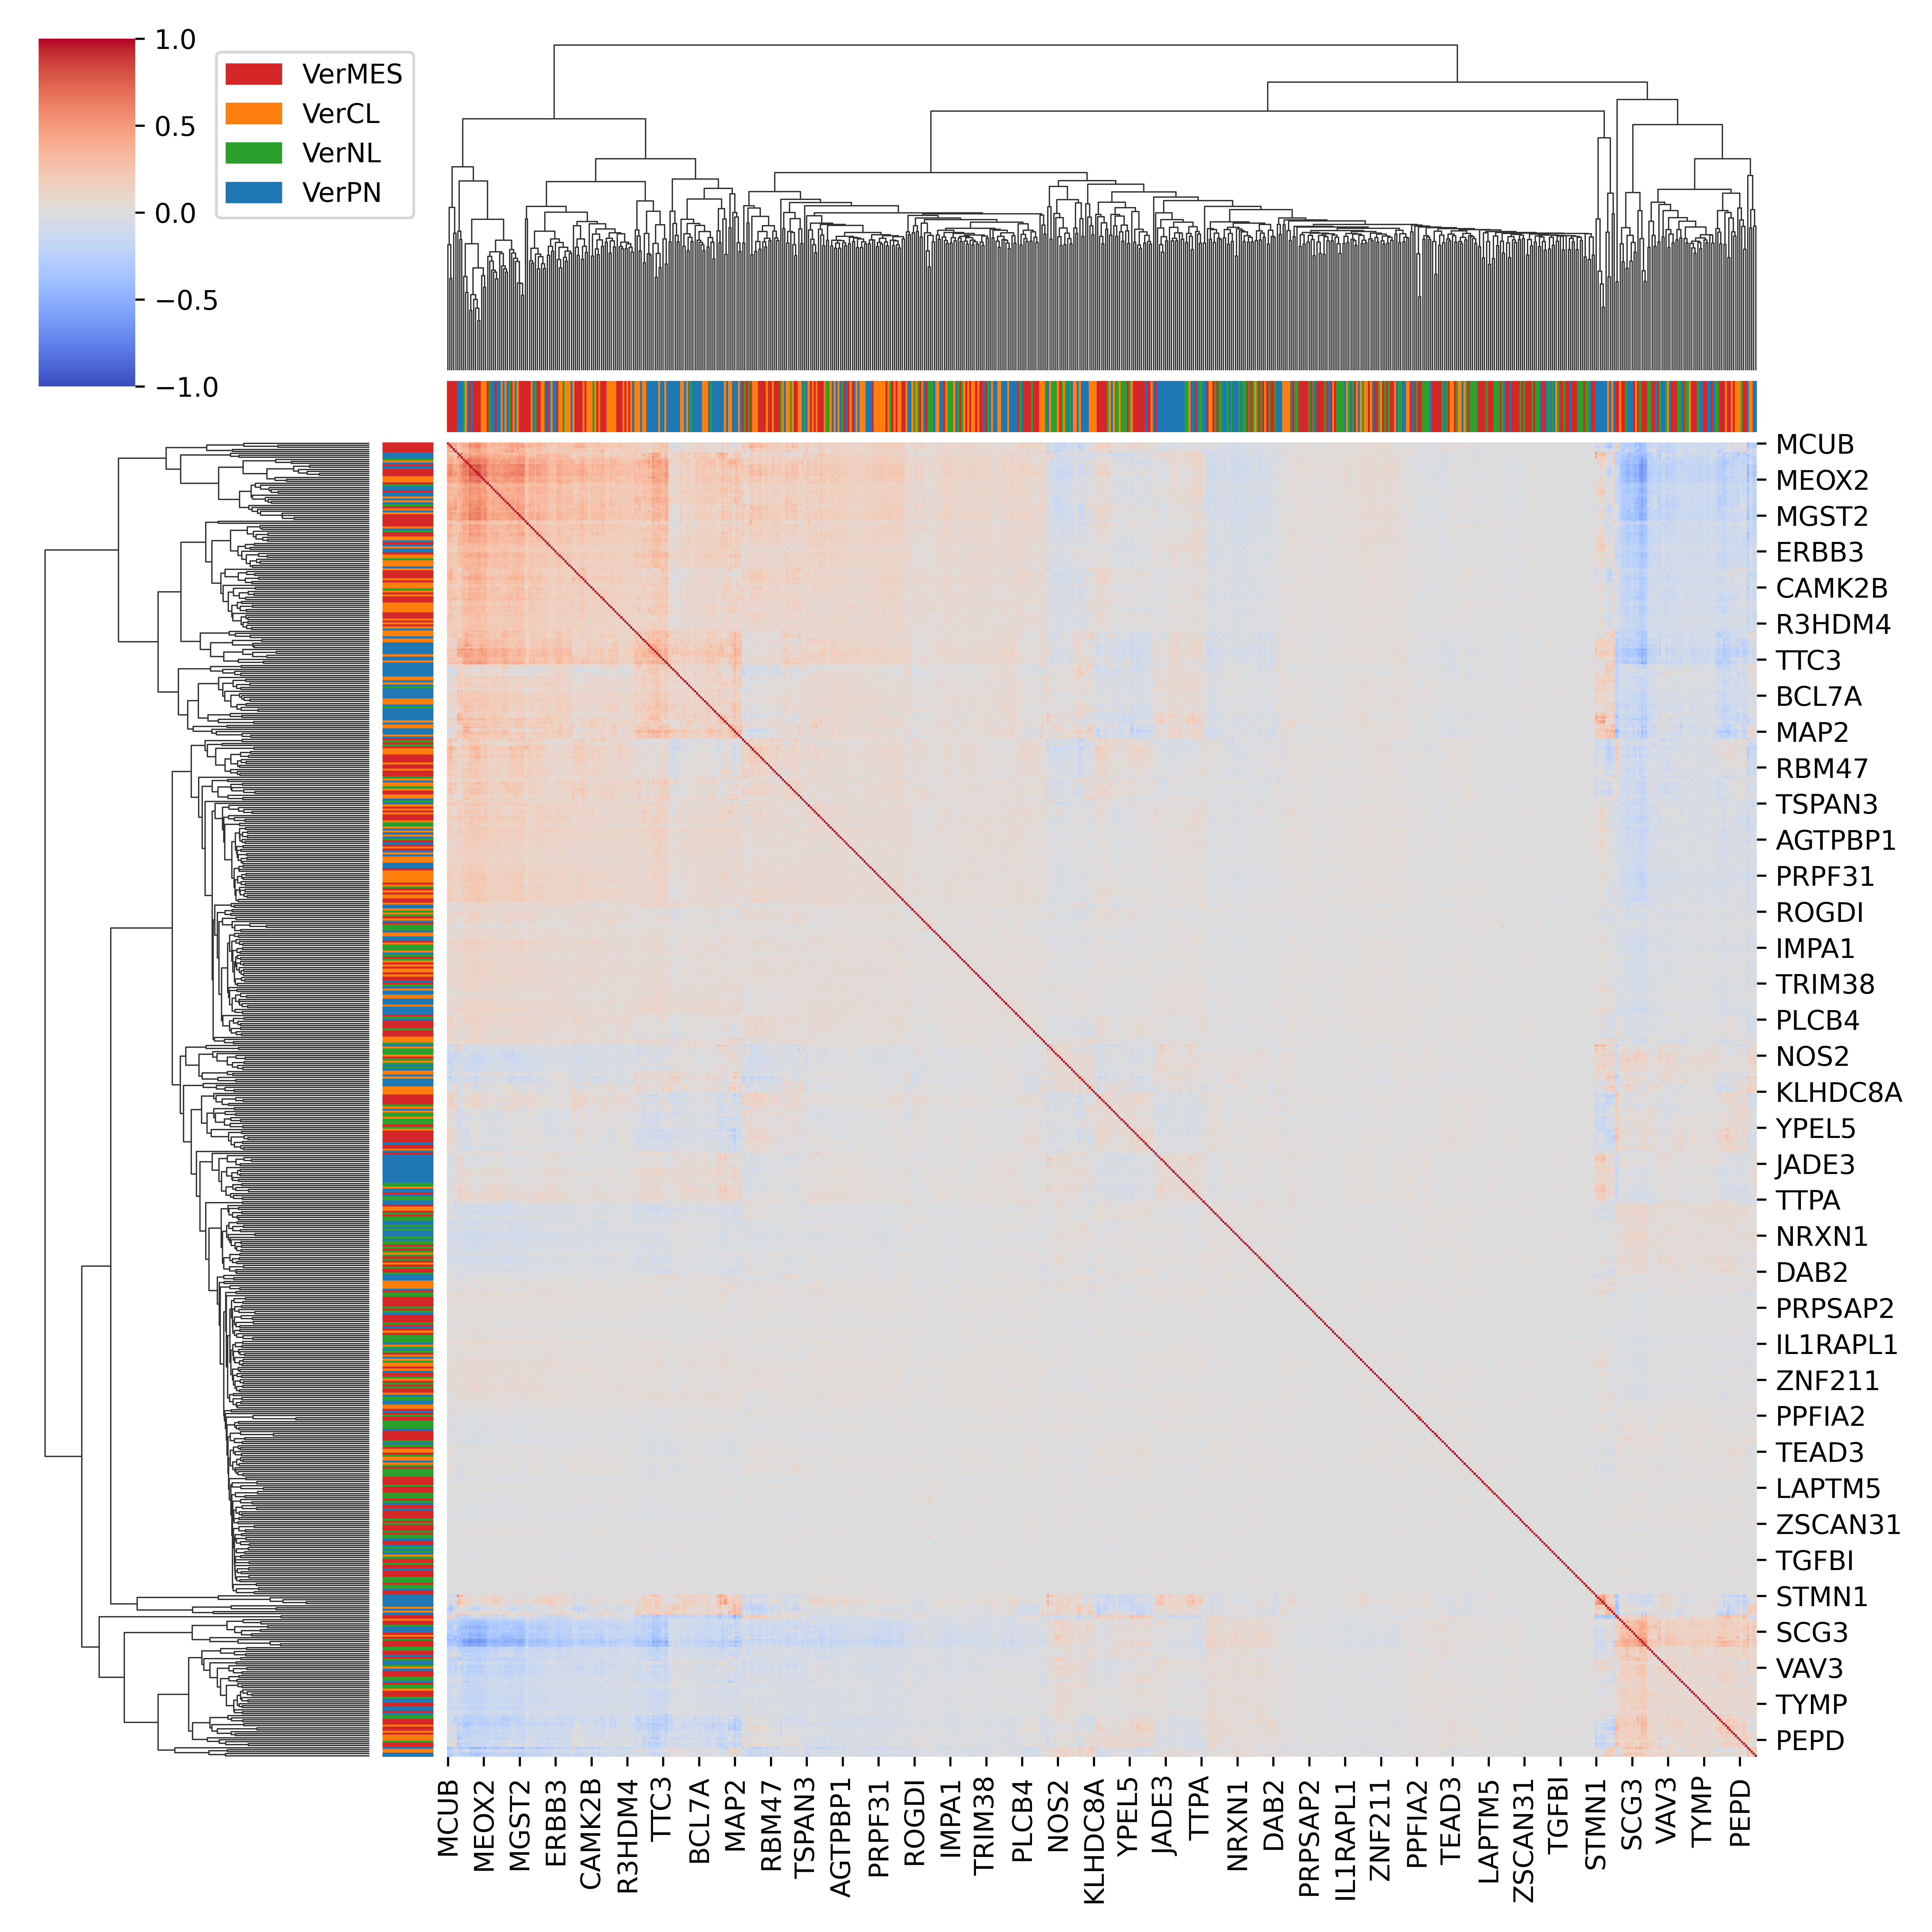 1.0
0.5
0.0
−0.5
−1.0
VerMES
VerCL
VerNL
VerPN
MCUB
MEOX2
MGST2
ERBB3
CAMK2B
R3HDM4
TTC3
BCL7A
MAP2
RBM47
TSPAN3
AGTPBP1
PRPF31
ROGDI
IMPA1
TRIM38
PLCB4
NOS2
KLHDC8A
YPEL5
JADE3
TTPA
NRXN1
DAB2
PRPSAP2
IL1RAPL1
ZNF211
PPFIA2
TEAD3
LAPTM5
ZSCAN31
TGFBI
STMN1
SCG3
VAV3
TYMP
PEPD
MCUB
MEOX2
MGST2
ERBB3
CAMK2B
R3HDM4
TTC3
BCL7A
MAP2
RBM47
TSPAN3
AGTPBP1
PRPF31
ROGDI
IMPA1
TRIM38
PLCB4
NOS2
KLHDC8A
YPEL5
JADE3
TTPA
NRXN1
DAB2
PRPSAP2
IL1RAPL1
ZNF211
PPFIA2
TEAD3
LAPTM5
ZSCAN31
TGFBI
STMN1
SCG3
VAV3
TYMP
PEPD